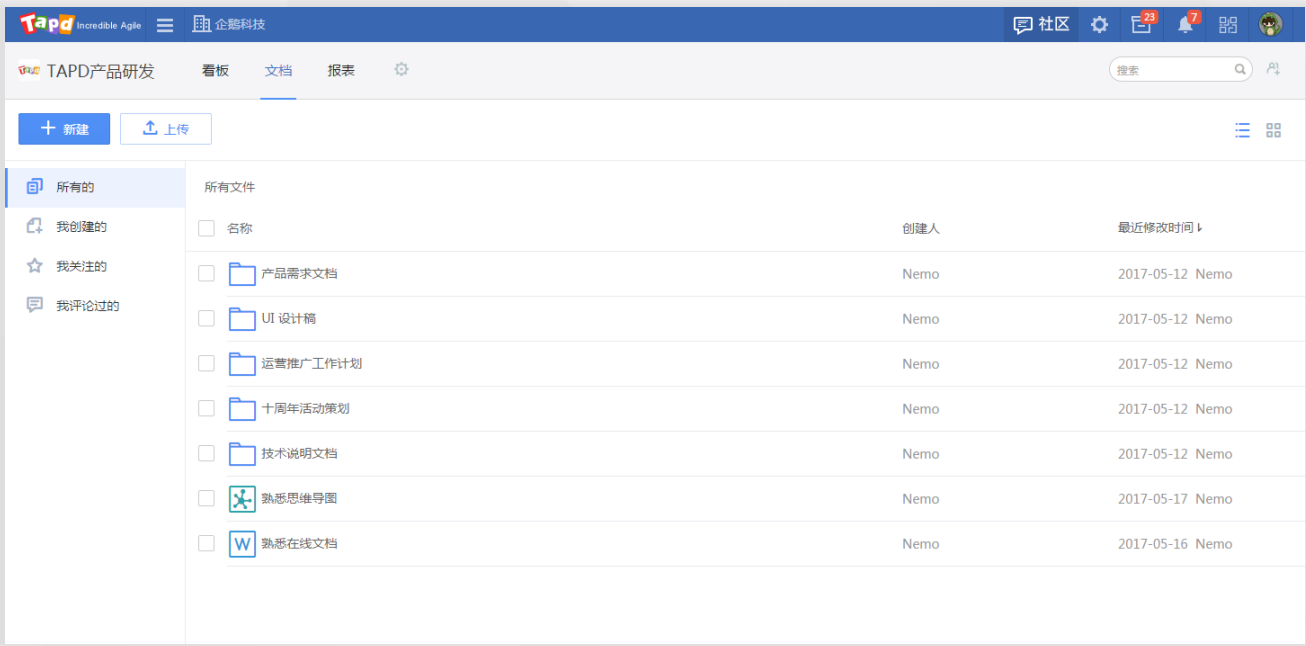 Tapd Incredible Agile 企鹅科技 社区 23 7
Tapd TAPD产品研发 看板 文档 报表 搜索
新建 上传
所有的 所有文件
我创建的 名称 创建人 最近修改时间
我关注的
我评论过的
产品需求文档 Nemo 2017-05-12 Nemo
UI 设计稿 Nemo 2017-05-12 Nemo
运营推广工作计划 Nemo 2017-05-12 Nemo
十周年活动策划 Nemo 2017-05-12 Nemo
技术说明文档 Nemo 2017-05-12 Nemo
熟悉思维导图 Nemo 2017-05-17 Nemo
W 熟悉在线文档 Nemo 2017-05-16 Nemo